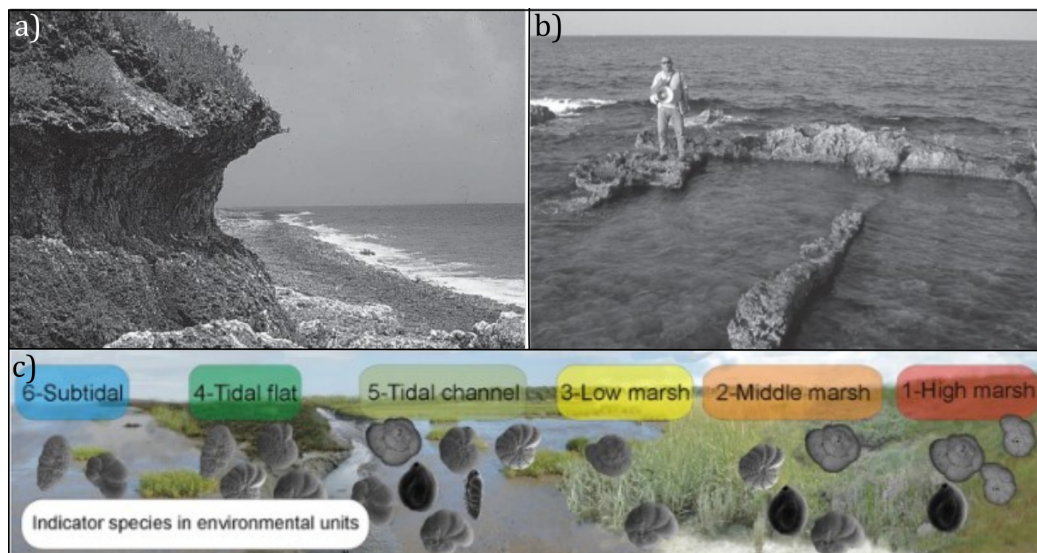 a)
b)
c)
6-Subtidal
4-Tidal flat
5-Tidal channel
3-Low marsh
2-Middle marsh
1-High marsh
Indicator species in environmental units